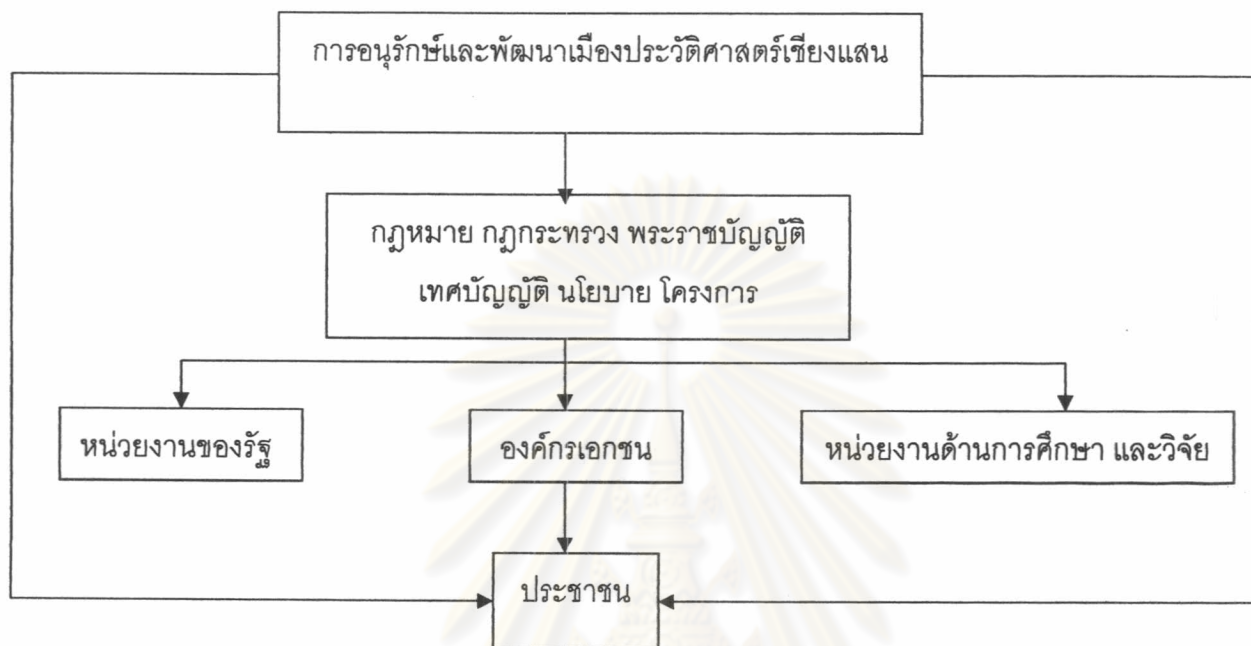 การอนุรักษ์และพัฒนาเมืองประวัติศาสตร์เชียงแสน
กฎหมาย กฎกระทรวง พระราชบัญญัติ
เทศบัญญัติ นโยบาย โครงการ
หน่วยงานของรัฐ
องค์กรเอกชน
หน่วยงานด้านการศึกษา และวิจัย
ประชาชน